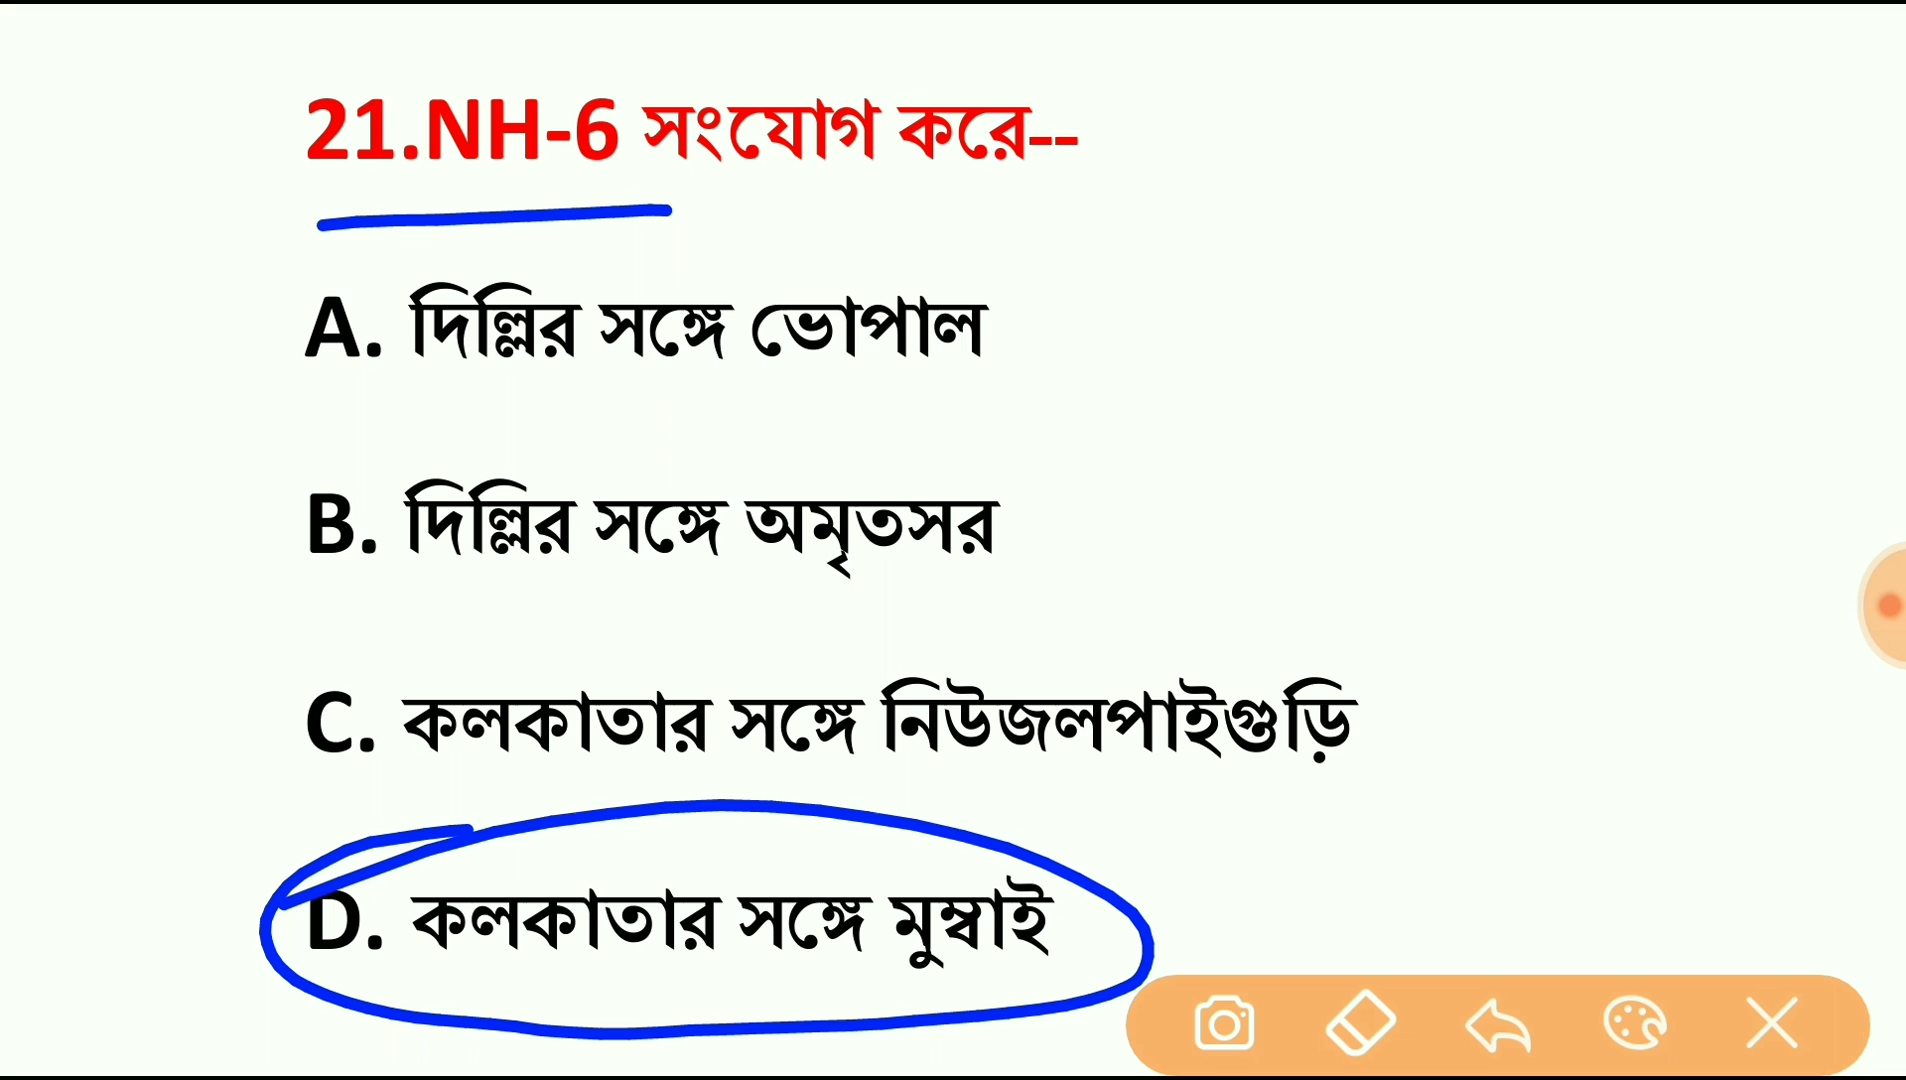 21.NH-6 সংযোগ করে--
A. দিল্লির সঙ্গে ভোপাল
B. দিল্লির সঙ্গে অমৃতসর
C. কলকাতার সঙ্গে নিউজলপাইগুড়ি
D. কলকাতার সঙ্গে মুম্বাই